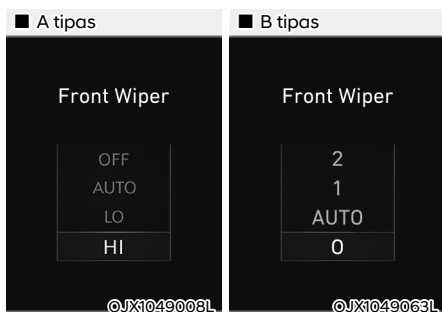 ■ A tipas
Front Wiper
OFF
AUTO
LO
HI
OJX1049008L
■ B tipas
Front Wiper
2
1
AUTO
0
OJX1049063L